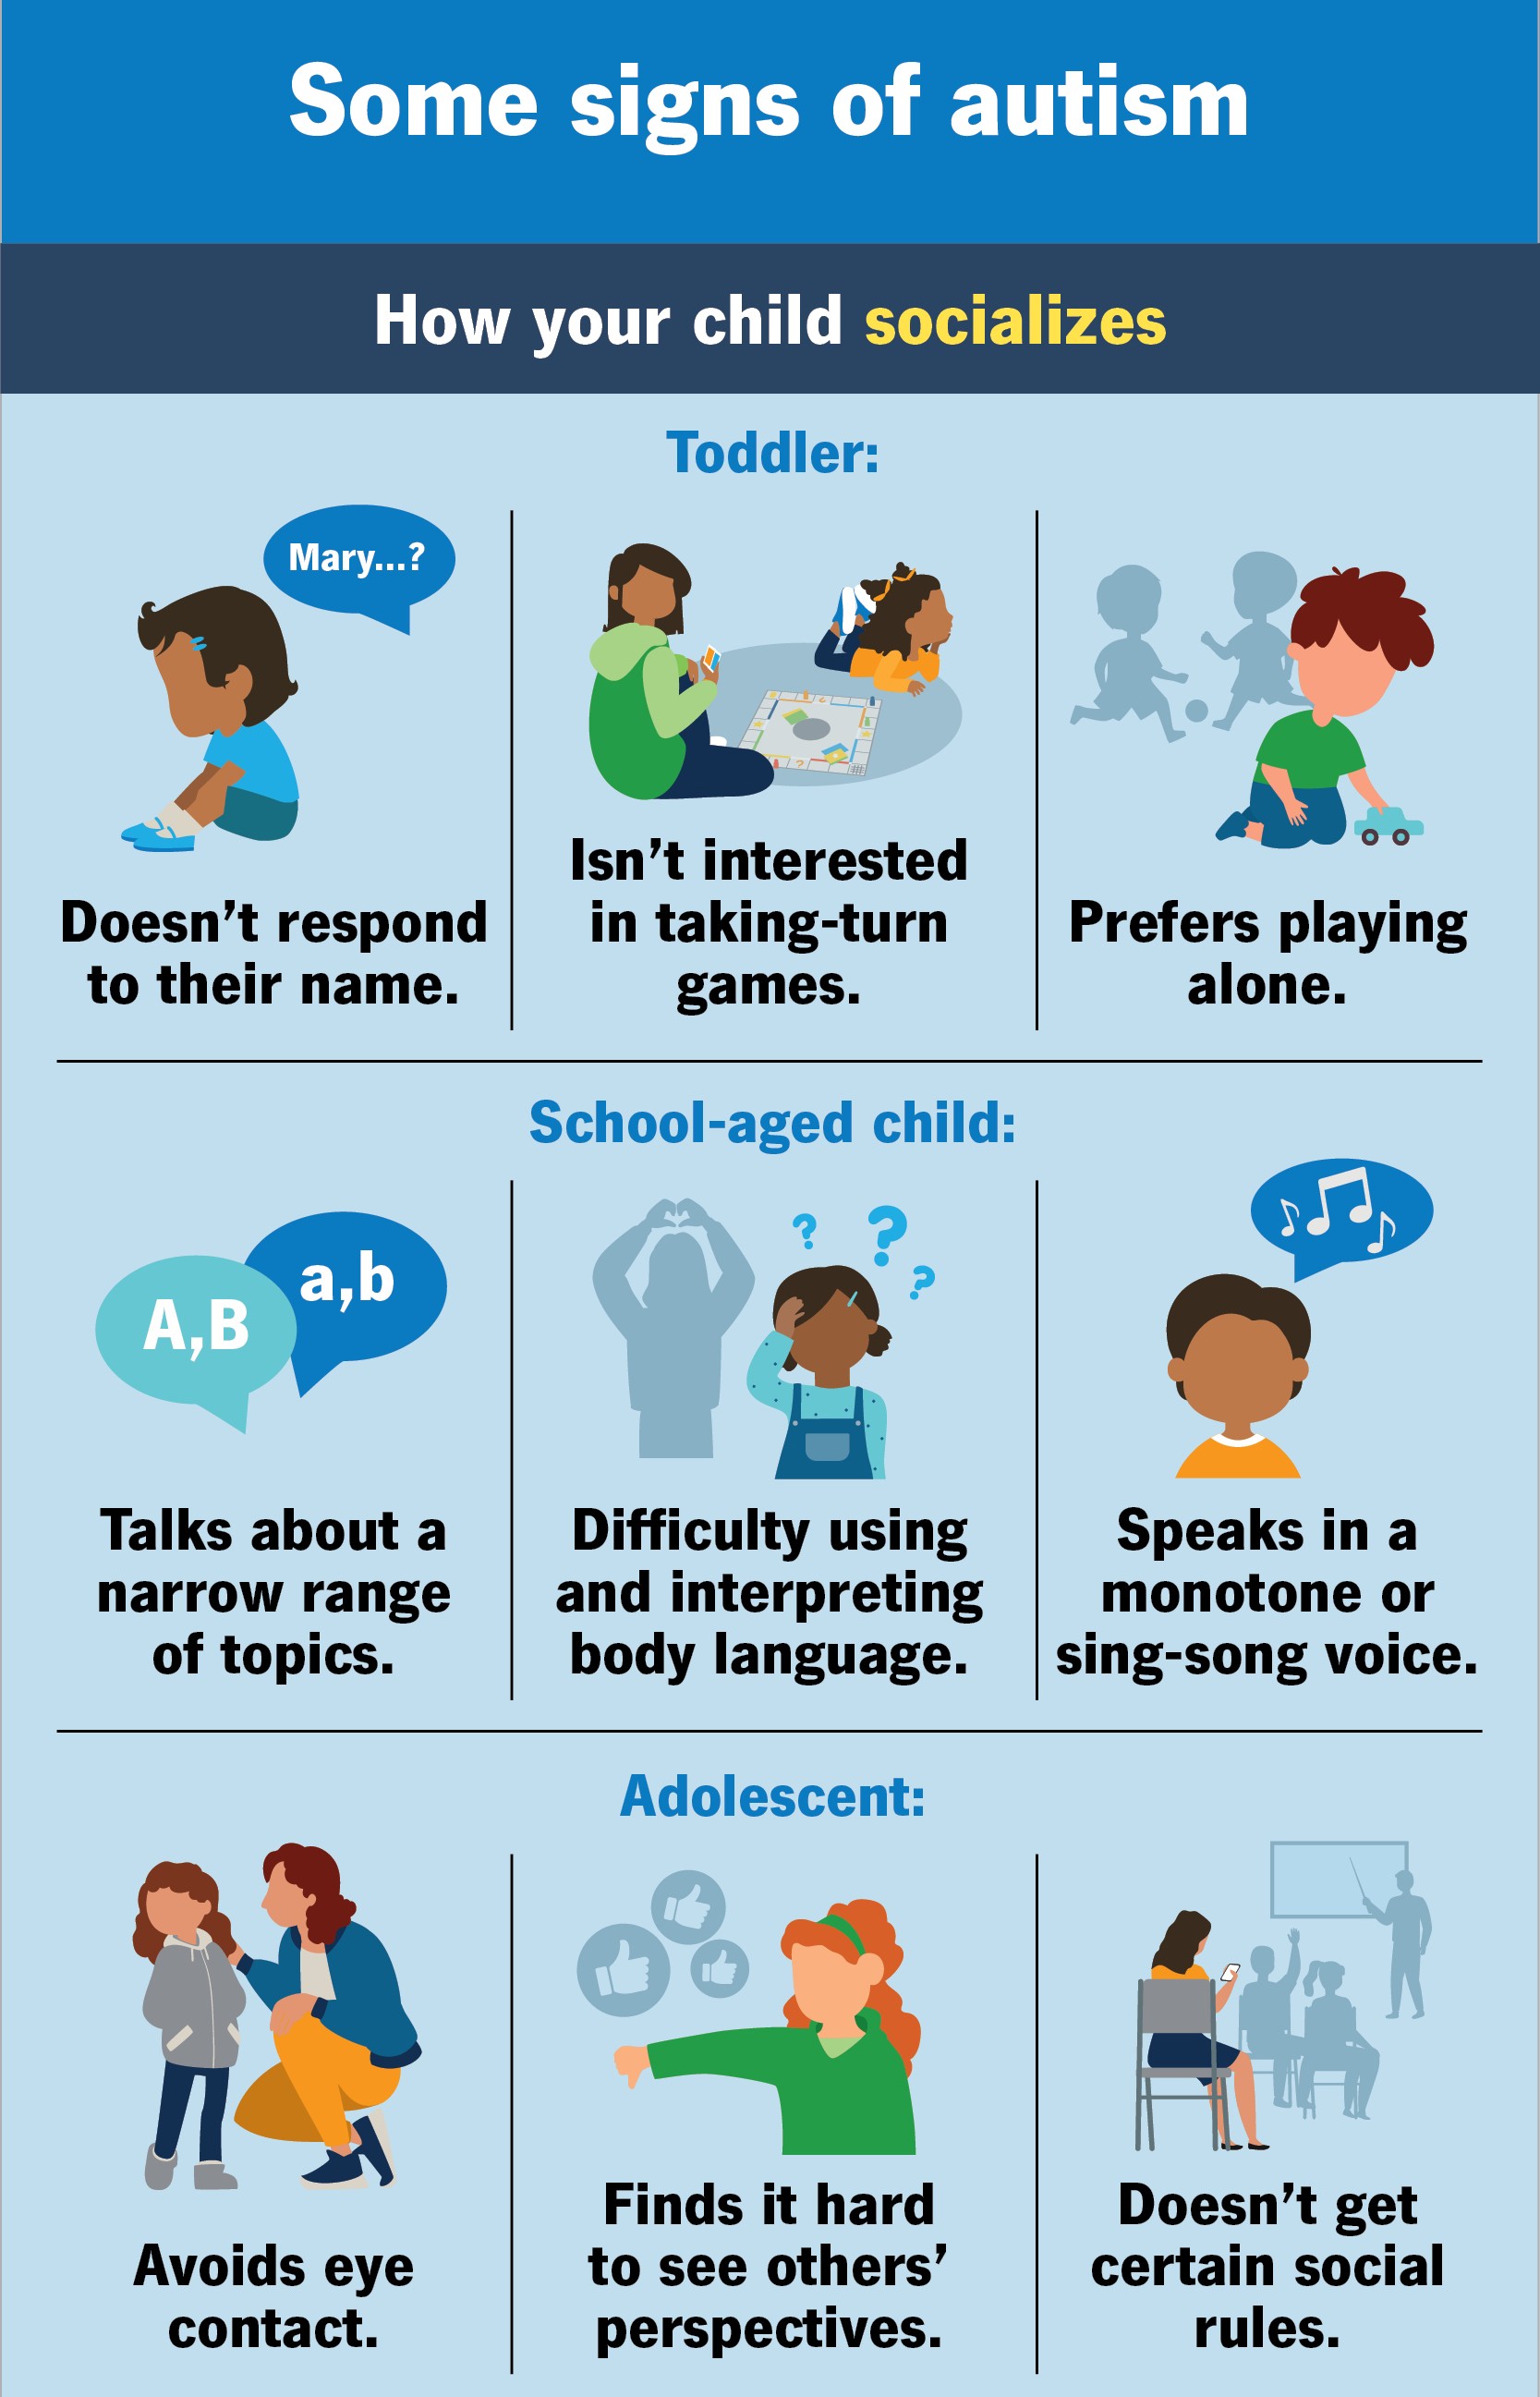 Some signs of autism
How your child socializes
Toddler:
Mary...?
Doesn’t respond
to their name.
Isn’t interested
in taking-turn
games.
Prefers playing
alone.
School-aged child:
A,B
a,b
Talks about a
narrow range
of topics.
? ? ?
Difficulty using
and interpreting
body language.
Speaks in a
monotone or
sing-song voice.
Adolescent:
Avoids eye
contact.
Finds it hard
to see others’
perspectives.
Doesn’t get
certain social
rules.